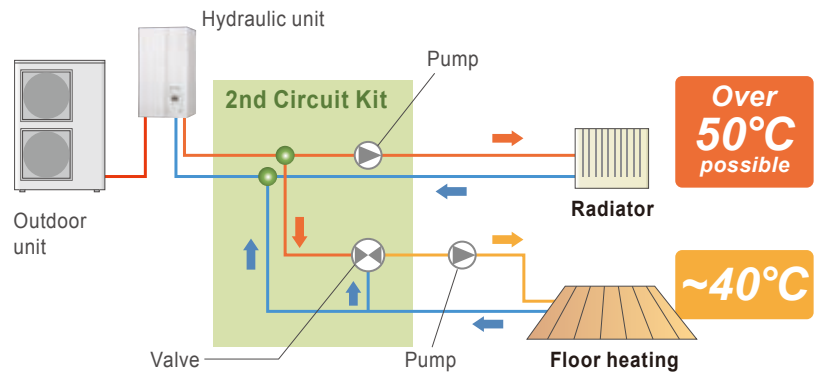 Hydraulic unit
Pump
2nd Circuit Kit
Over
50°C
possible
Radiator
Outdoor
unit
~40°C
Valve
Pump
Floor heating